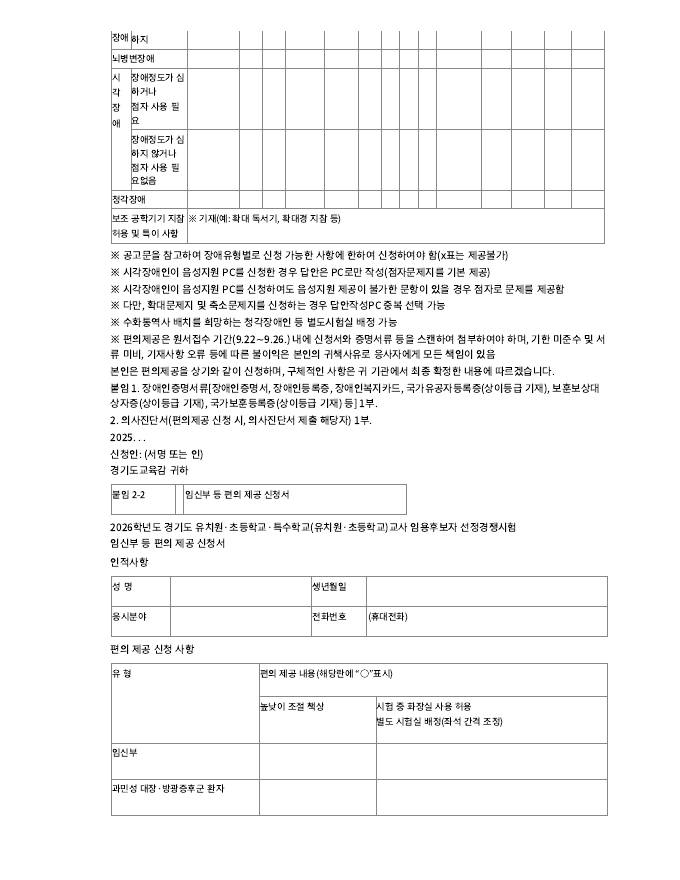 장애 하지
뇌병변장애
시
각
장
애
장애정도가 심
하거나
점자 사용 필
요
장애정도가 심
하지 않거나
점자 사용 필
요없음
청각장애
보조 공학기기 지참
허용 및 특이 사항
※ 기재(예: 확대 독서기, 확대경 지참 등)
※ 공고문을 참고하여 장애유형별로 신청 가능한 사항에 한하여 신청하여야 함(x표는 제공불가)
※ 시각장애인이 음성지원 PC를 신청한 경우 답안은 PC로만 작성(점자문제지를 기본 제공)
※ 시각장애인이 음성지원 PC를 신청하여도 음성지원 제공이 불가한 문항이 있을 경우 점자로 문제를 제공함
※ 다만, 확대문제지 및 축소문제지를 신청하는 경우 답안작성PC 중복 선택 가능
※ 수화통역사 배치를 희망하는 청각장애인 등 별도시험실 배정 가능
※ 편의제공은 원서접수 기간(9.22~9.26.) 내에 신청서와 증명서류 등을 스캔하여 첨부하여야 하며, 기한 미준수 및 서
류 미비, 기재사항 오류 등에 따른 불이익은 본인의 귀책사유로 응시자에게 모든 책임이 있음
본인은 편의제공을 상기와 같이 신청하며, 구체적인 사항은 귀 기관에서 최종 확정한 내용에 따르겠습니다.
붙임 1. 장애인증명서류[장애인증명서, 장애인등록증, 장애인복지카드, 국가유공자등록증(상이등급 기재), 보훈보상대
상자증(상이등급 기재), 국가보훈등록증(상이등급 기재) 등] 1부.
2. 의사진단서(편의제공 신청 시, 의사진단서 제출 해당자) 1부.
2025. . .
신청인: (서명 또는 인)
경기도교육감 귀하
붙임 2-2 임신부 등 편의 제공 신청서
2026학년도 경기도 유치원·초등학교·특수학교(유치원·초등학교)교사 임용후보자 선정경쟁시험
임신부 등 편의 제공 신청서
인적사항
성 명 생년월일
응시분야 전화번호 (휴대전화)
편의 제공 신청 사항
유 형 편의 제공 내용(해당란에 "○"표시)
높낮이 조절 책상
시험 중 화장실 사용 허용
별도 시험실 배정(좌석 간격 조정)
임신부
과민성 대장·방광증후군 환자